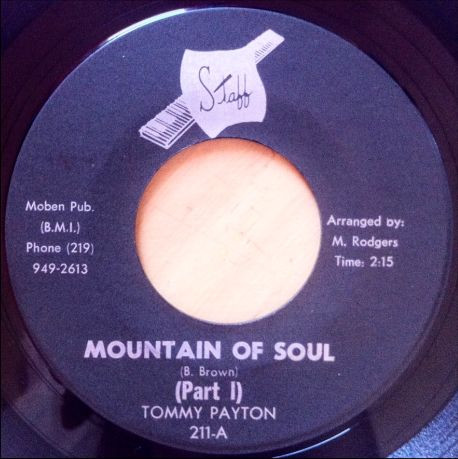 Staff
Moben Pub.
(B.M.I.)
Phone (219)
949-2613
Arranged by:
M. Rodgers
Time: 2:15
MOUNTAIN OF SOUL
(B. Brown)
(Part I)
TOMMY PAYTON
211-A